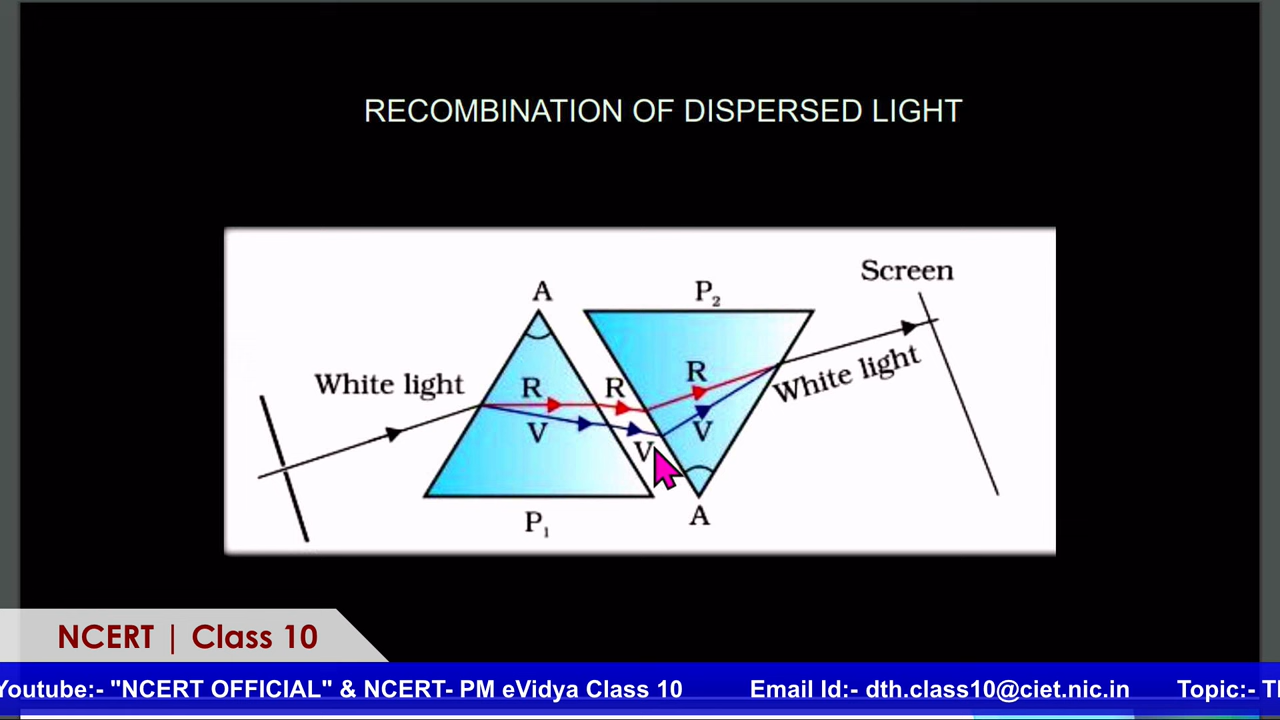 RECOMBINATION OF DISPERSED LIGHT
Screen
A
P₂
White light
R
R
R
White light
V
V
V
A
P₁
NCERT | Class 10
Youtube:- "NCERT OFFICIAL" & NCERT- PM eVidya Class 10 Email Id:- dth.class10@ciet.nic.in Topic:-